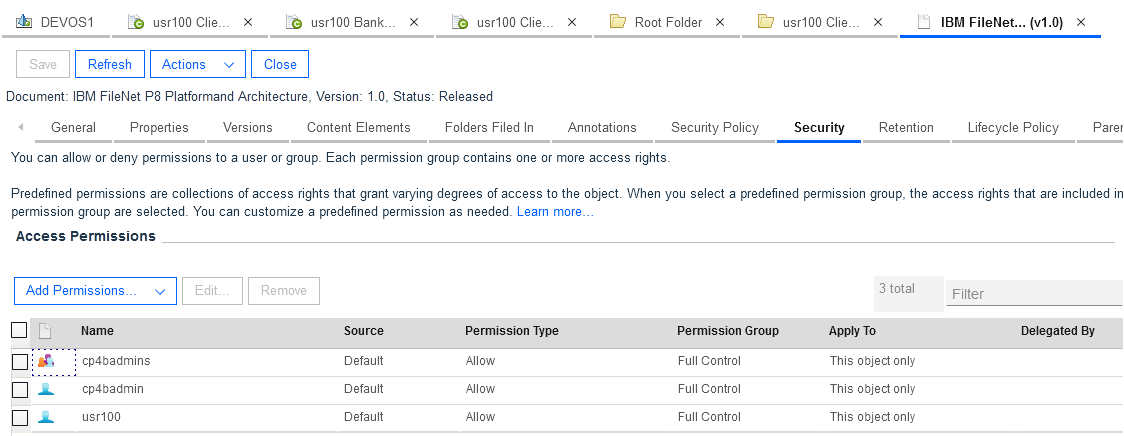 DEVOS1 usr100 Clie... usr100 Bank... usr100 Clie... Root Folder usr100 Clie... IBM FileNet... (v1.0)
Save Refresh Actions Close
Document: IBM FileNet P8 Platformand Architecture, Version: 1.0, Status: Released
General Properties Versions Content Elements Folders Filed In Annotations Security Policy Security Retention Lifecycle Policy Paren
You can allow or deny permissions to a user or group. Each permission group contains one or more access rights.
Predefined permissions are collections of access rights that grant varying degrees of access to the object. When you select a predefined permission group, the access rights that are included in
permission group are selected. You can customize a predefined permission as needed. Learn more...
Access Permissions
Add Permissions... Edit... Remove 3 total Filter
Name Source Permission Type Permission Group Apply To Delegated By
cp4badmins Default Allow Full Control This object only
cp4badmin Default Allow Full Control This object only
usr100 Default Allow Full Control This object only